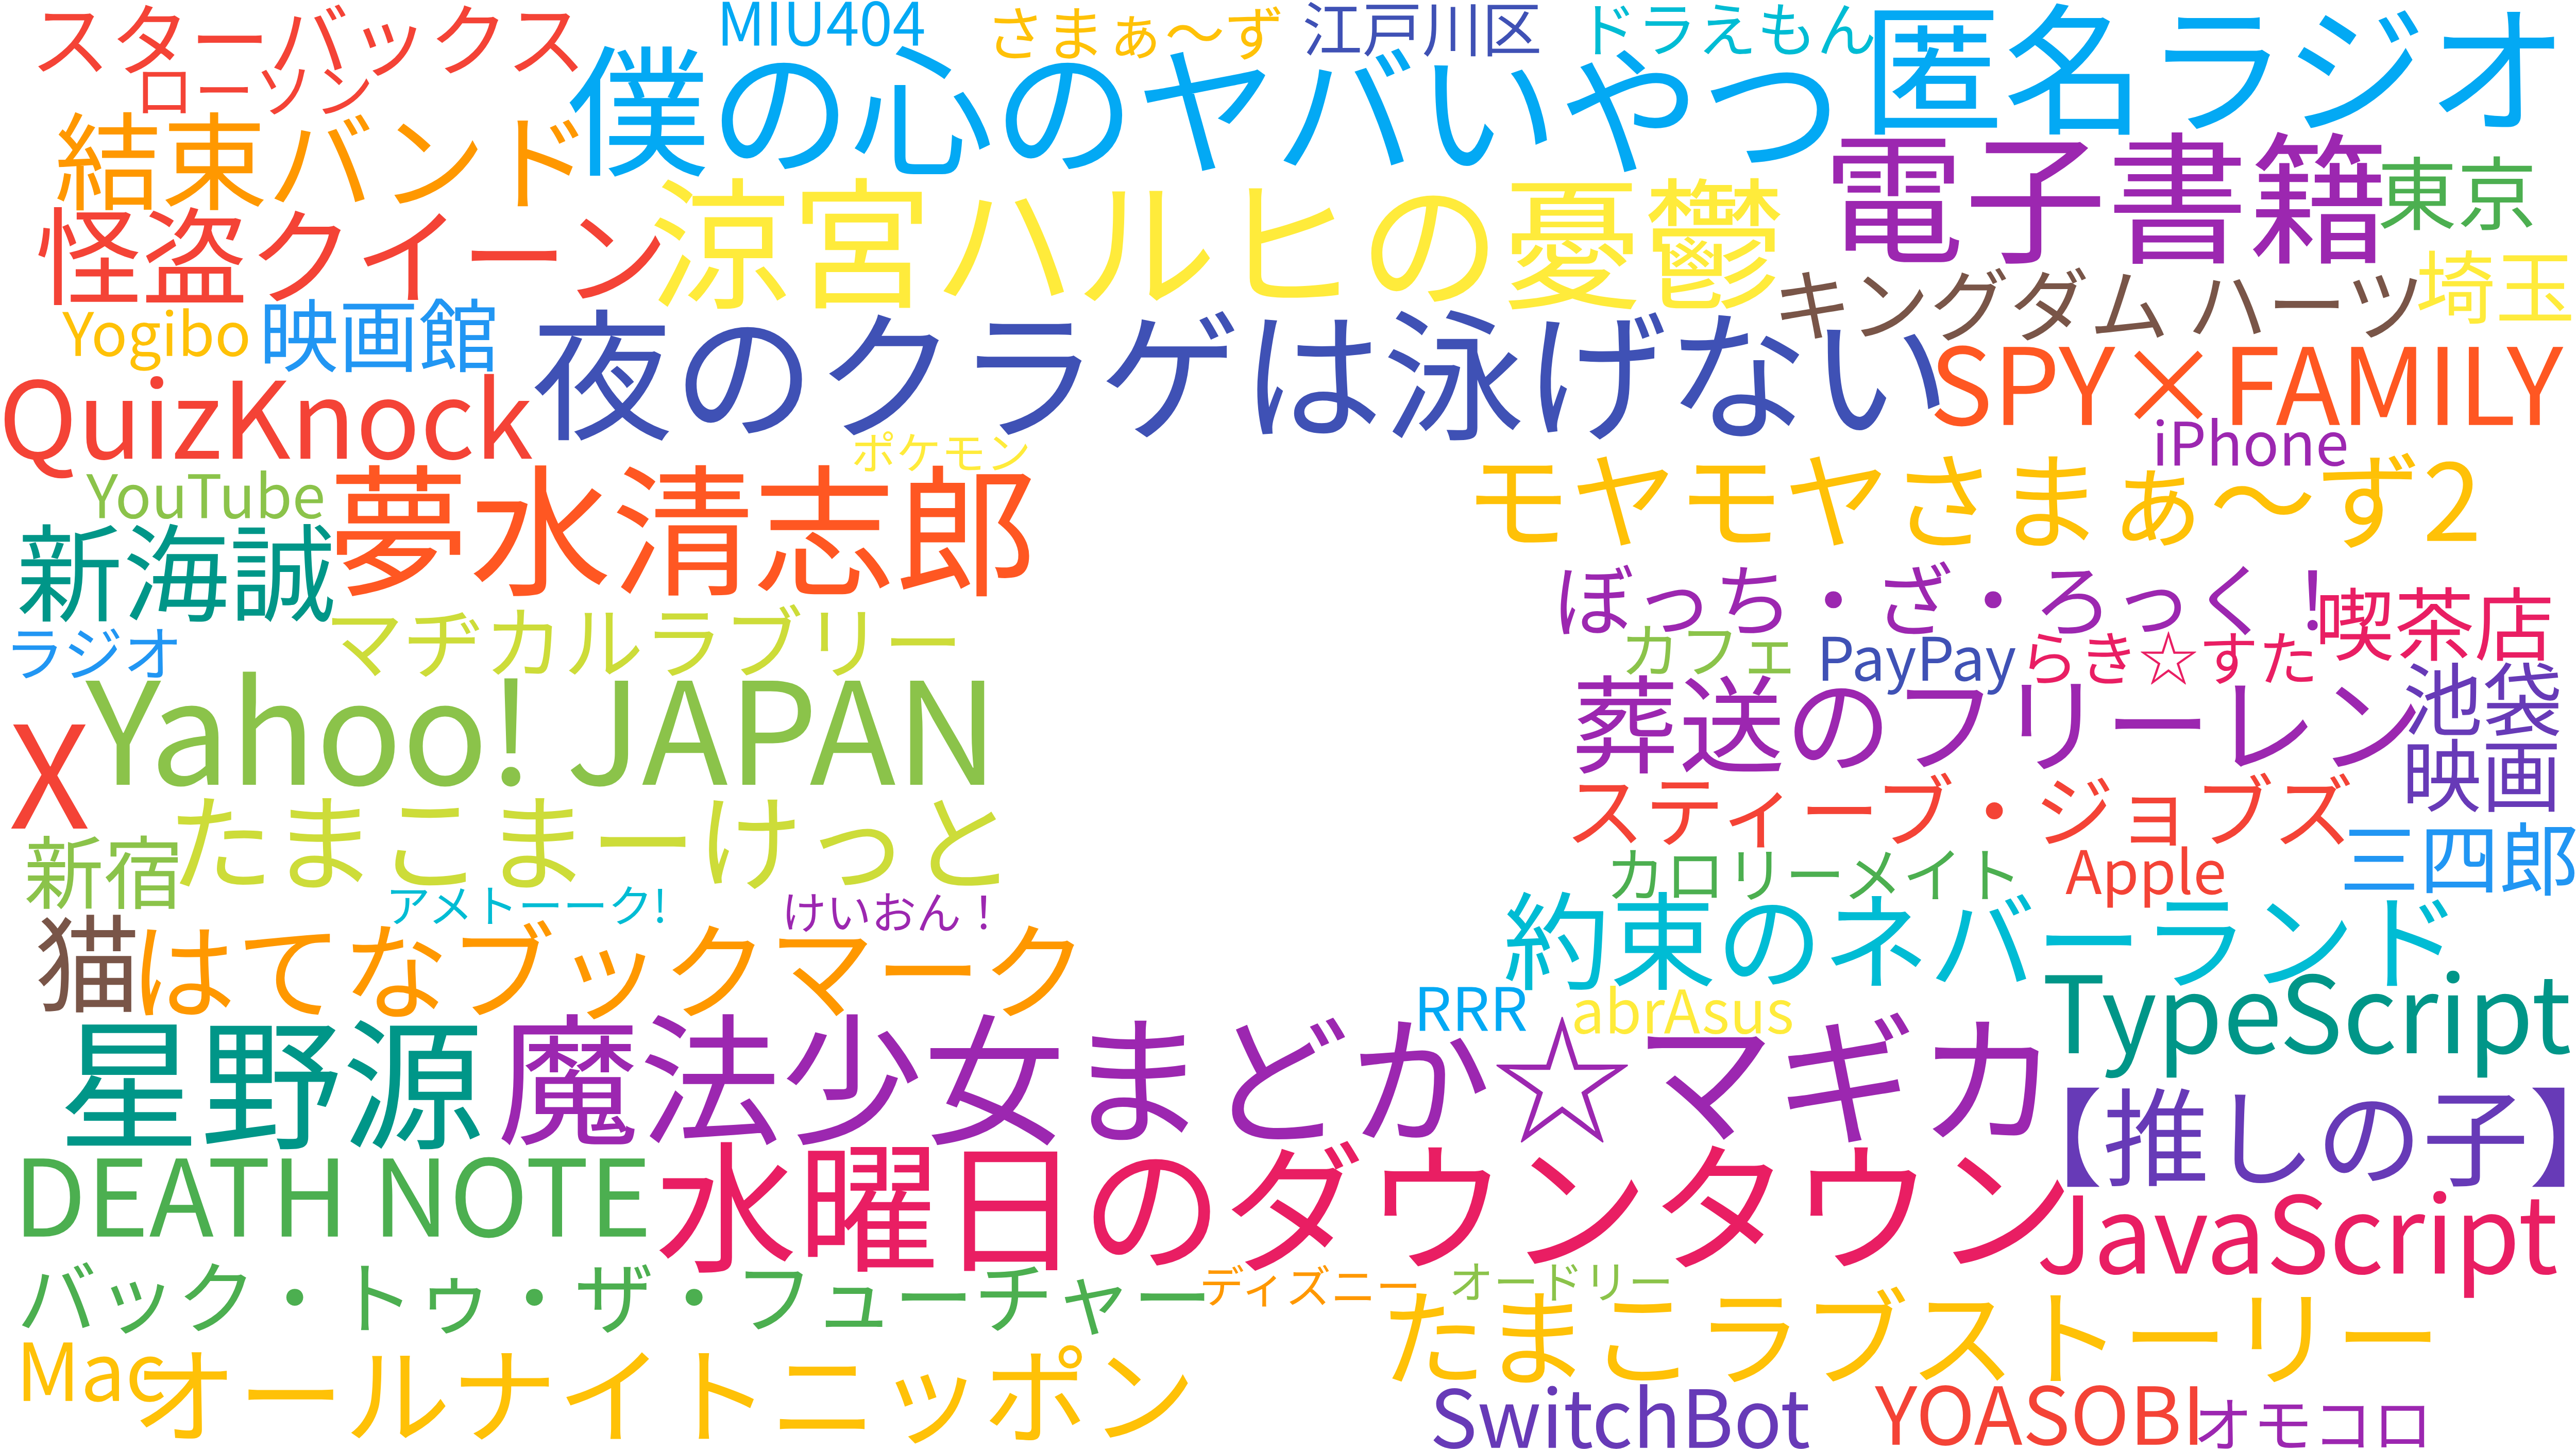 スターバックス
MIU404
さまぁ～ず
江戸川区
ドラえもん
匿名ラジオ
ローソン
僕の心のヤバいやつ
結束バンド
電子書籍
東京
涼宮ハルヒの憂鬱
怪盗クイーン
キングダム ハーツ
埼玉
Yogibo
映画館
夜のクラゲは泳げない
SPY×FAMILY
QuizKnock
iPhone
ポケモン
YouTube
夢水清志郎
モヤモヤさまぁ～ず2
新海誠
ぼっち・ざ・ろっく！
喫茶店
ラジオ
マヂカルラブリー
カフェ
PayPay
らき☆すた
Yahoo! JAPAN
葬送のフリーレン
池袋
X
映画
たまこまーけっと
スティーブ・ジョブズ
新宿
カロリーメイト
Apple
三四郎
アメトーーク!
けいおん！
猫
はてなブックマーク
約束のネバーランド
RRR
abrAsus
TypeScript
星野源
魔法少女まどか☆マギカ
【推しの子】
DEATH NOTE
水曜日のダウンタウン
JavaScript
バック・トゥ・ザ・フューチャー
ディズニー
オードリー
たまこラブストーリー
Mac
オールナイトニッポン
SwitchBot
YOASOBI
オモコロ